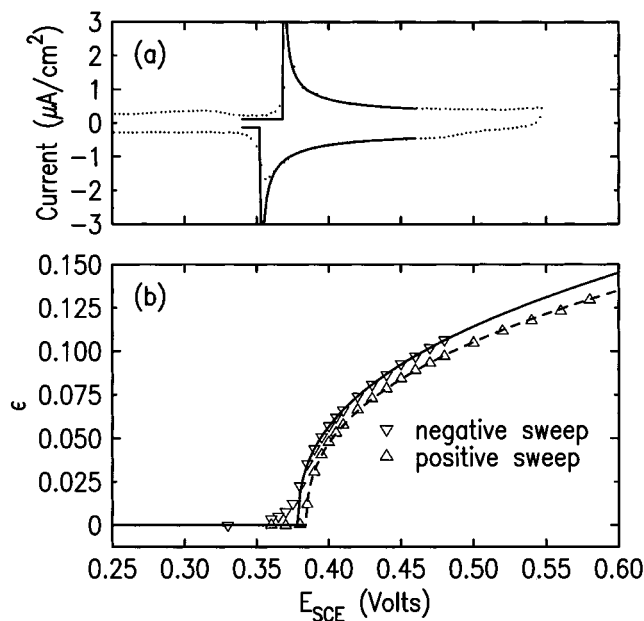 (a)
Current (μA/cm²)
3
2
1
0
-1
-2
-3
(b)
ϵ
0.150
0.125
0.100
0.075
0.050
0.025
0
▽ negative sweep
△ positive sweep
0.25 0.30 0.35 0.40 0.45 0.50 0.55 0.60
E_SCE (Volts)